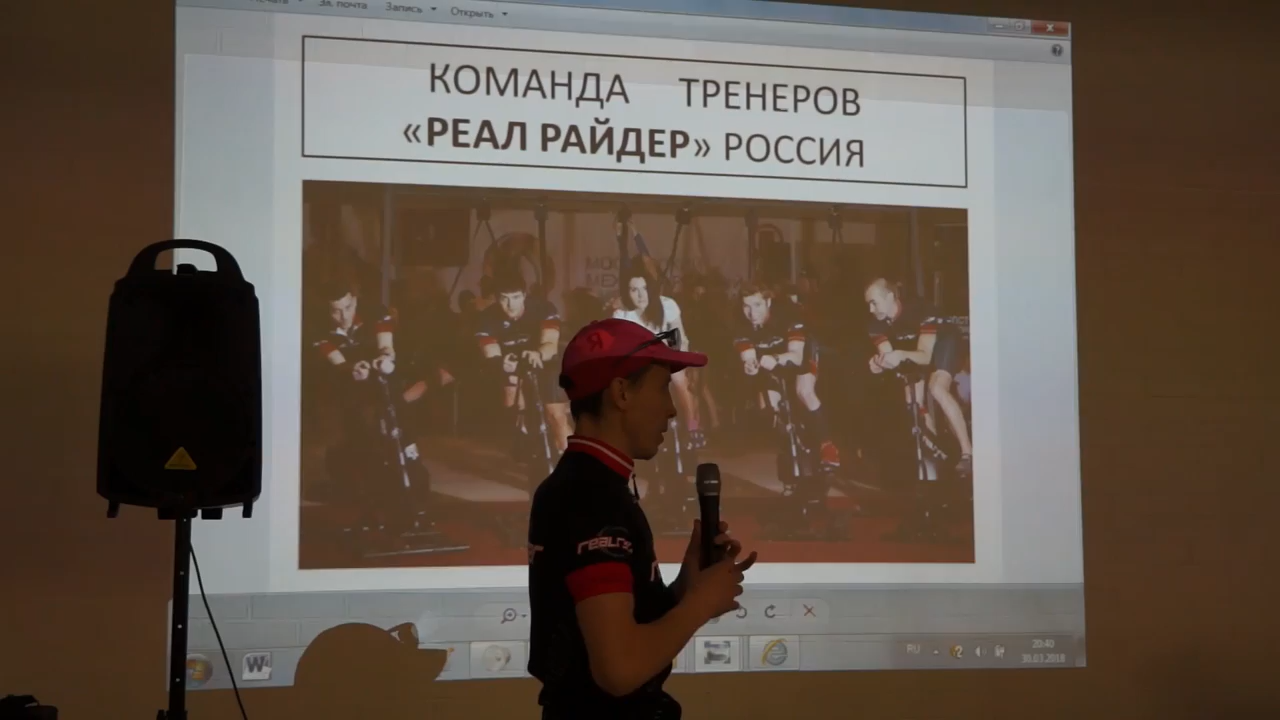 Эл. почта Запись Открыть
КОМАНДА ТРЕНЕРОВ
«РЕАЛ РАЙДЕР» РОССИЯ
W
RU
20:40
30.03.2018